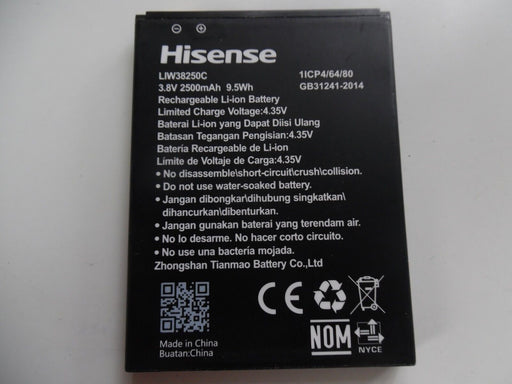 Hisense
LIW38250C 1ICP4/64/80
3.8V 2500mAh 9.5Wh GB31241-2014
Rechargeable Li-ion Battery
Limited Charge Voltage:4.35V
Baterai Li-ion yang Dapat Diisi Ulang
Batasan Tegangan Pengisian:4.35V
Batería Recargable de Li-ion
Límite de Voltaje de Carga:4.35V
• No disassemble\short-circuit\crush\collision.
• Do not use water-soaked battery.
• Jangan dibongkar\dihubung singkatkan\
dihancurkan\dibenturkan.
• Jangan gunakan baterai yang terendam air.
• No lo desarme. No hacer corto circuito.
• No use una bateria mojada.
Zhongshan Tianmao Battery Co.,Ltd
CE
NOM
NYCE
Made in China
Buatan:China